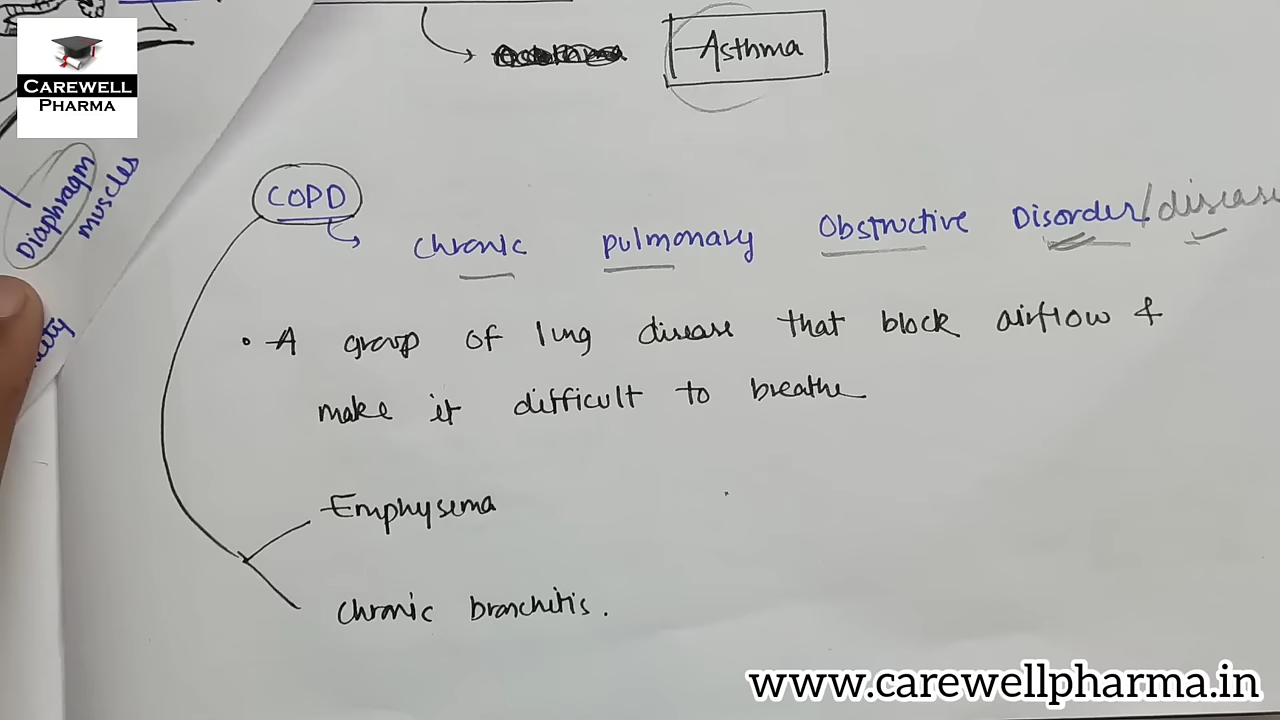 Asthma
CAREWELL
PHARMA
Diaphragm
muscles
COPD
Chronic pulmonary Obstructive Disorder/disease
• A group of lung disease that block airflow &
make it difficult to breathe
Emphysema
Chronic bronchitis.
www.carewellpharma.in